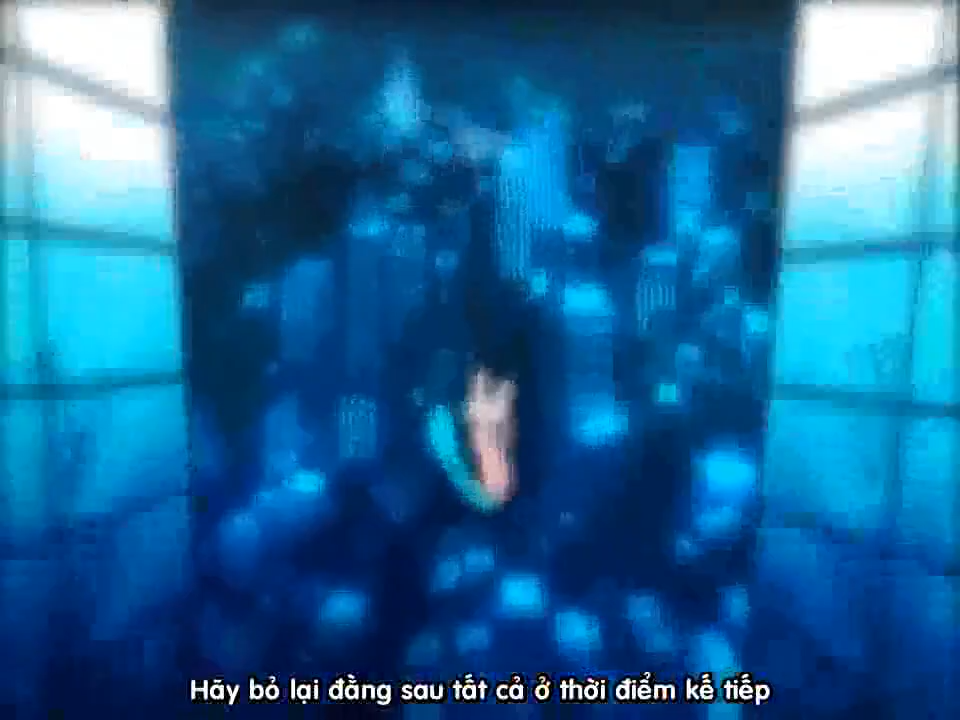 Hãy bỏ lại đằng sau tất cả ở thời điểm kế tiếp